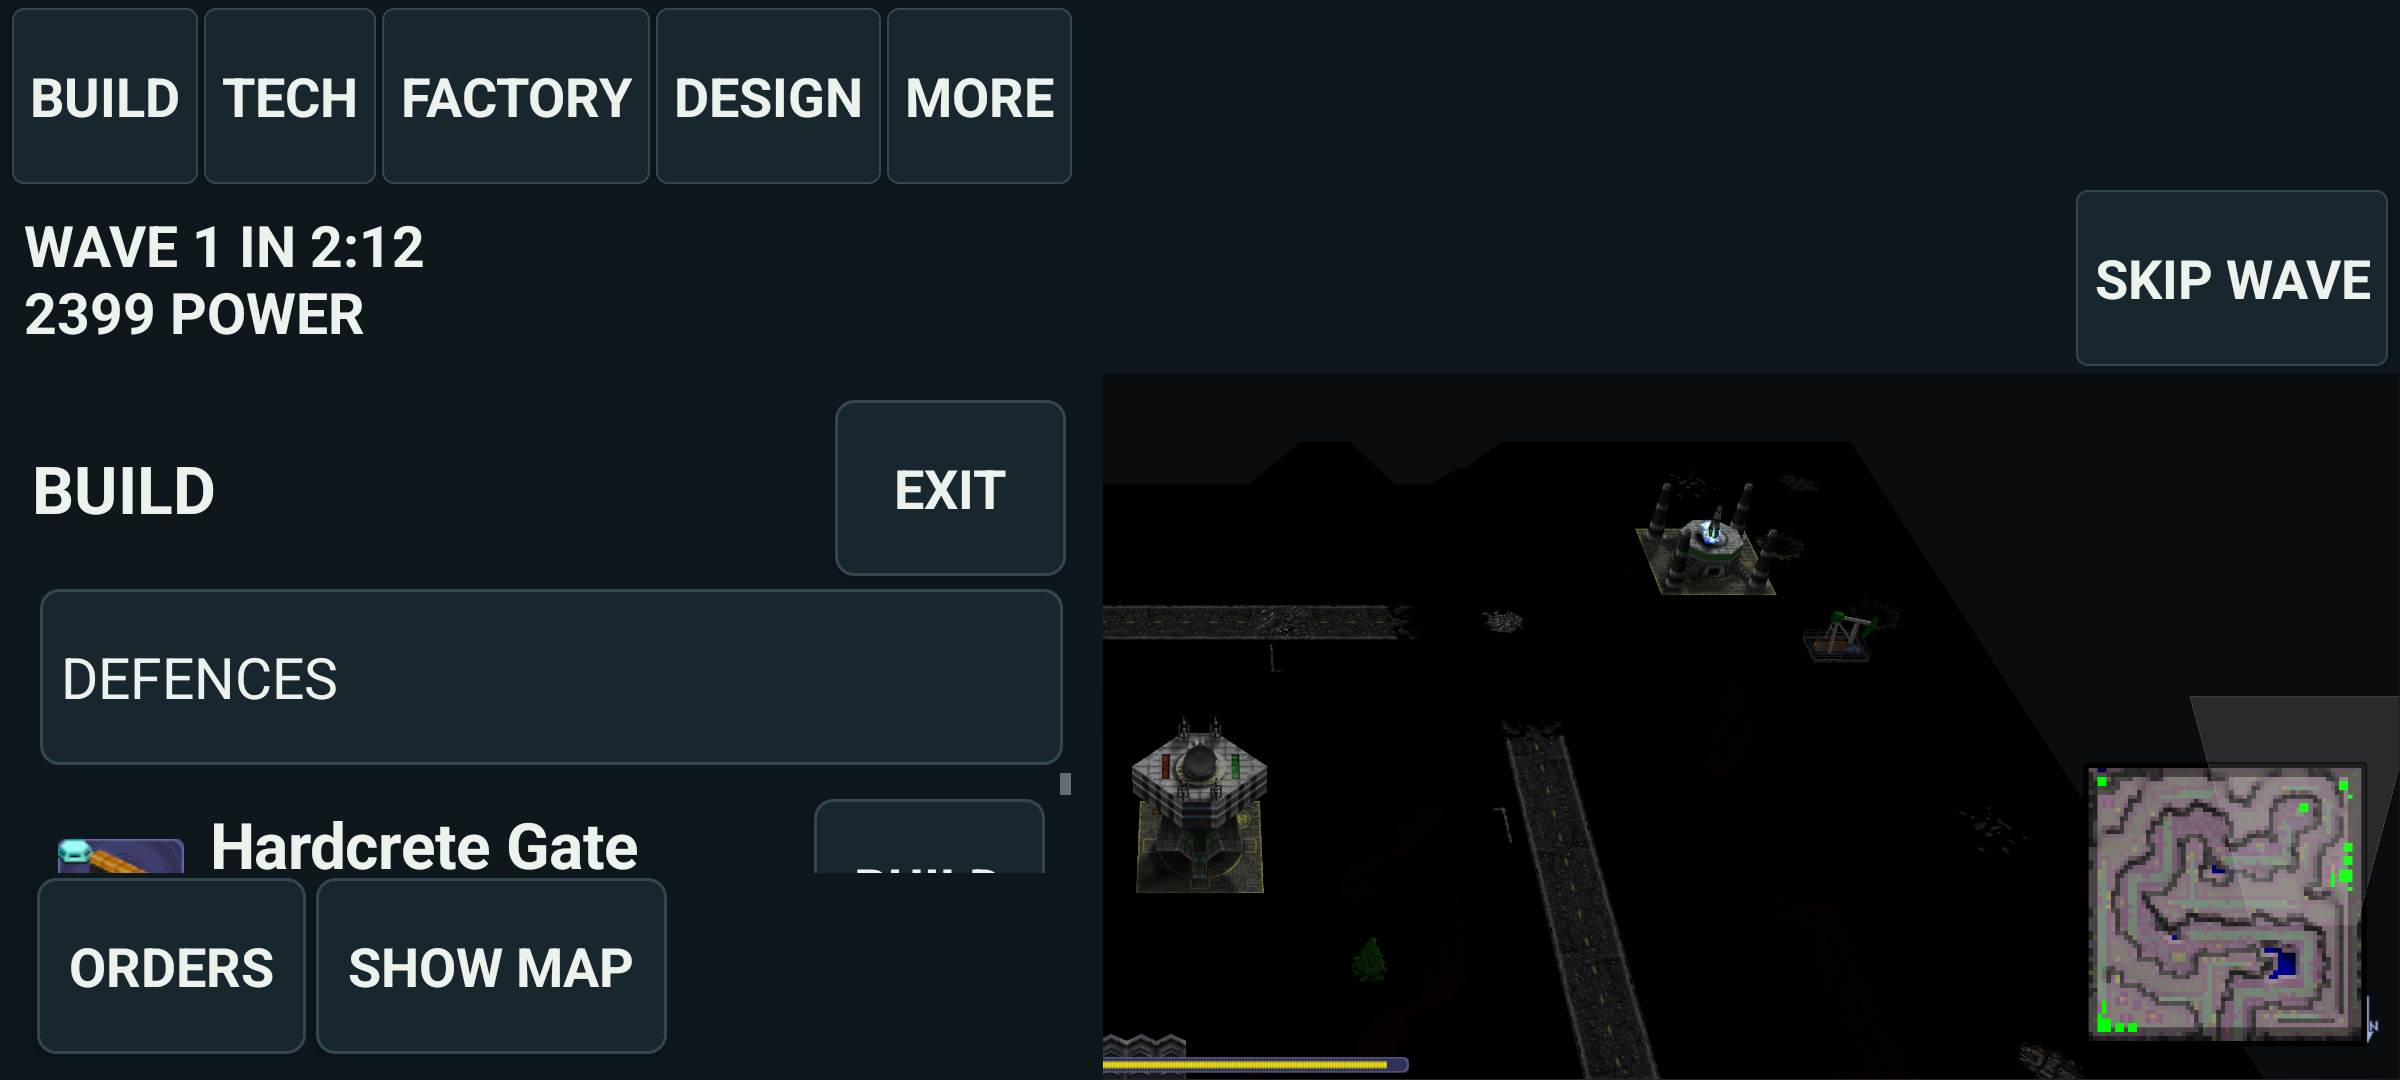 BUILD TECH FACTORY DESIGN MORE
WAVE 1 IN 2:12
2399 POWER
SKIP WAVE
BUILD
EXIT
DEFENCES
Hardcrete Gate
ORDERS SHOW MAP
N